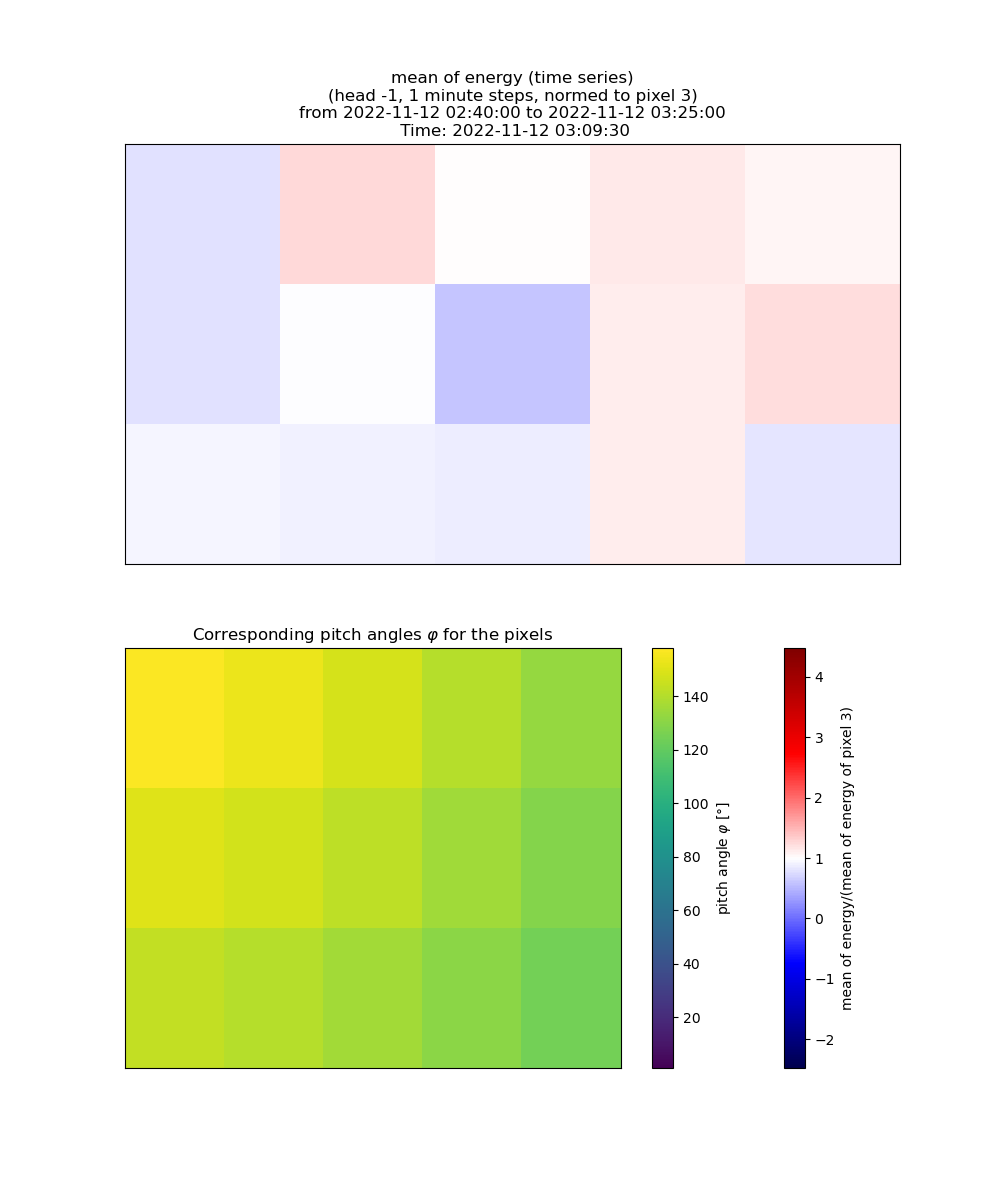 mean of energy (time series)
(head -1, 1 minute steps, normed to pixel 3)
from 2022-11-12 02:40:00 to 2022-11-12 03:25:00
Time: 2022-11-12 03:09:30
Corresponding pitch angles φ for the pixels
140
120
100
80
60
40
20
pitch angle φ [°]
4
3
2
1
0
−1
−2
mean of energy/(mean of energy of pixel 3)